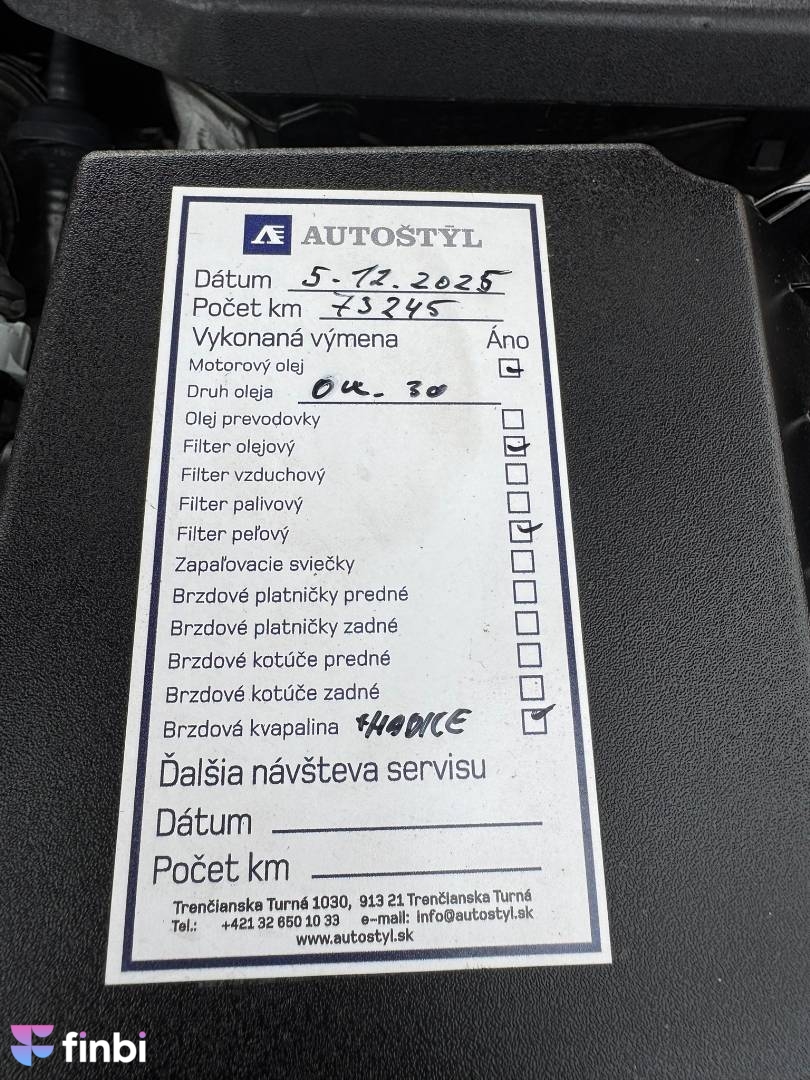 AE AUTOŠTÝL
Dátum 5.12.2025
Počet km 73245
Vykonaná výmena Áno
Motorový olej
Druh oleja 0W-30
Olej prevodovky
Filter olejový
Filter vzduchový
Filter palivový
Filter peľový
Zapaľovacie sviečky
Brzdové platničky predné
Brzdové platničky zadné
Brzdové kotúče predné
Brzdové kotúče zadné
Brzdová kvapalina +HADICE
Ďalšia návšteva servisu
Dátum
Počet km
Trenčianska Turná 1030, 913 21 Trenčianska Turná
Tel.: +421 32 650 10 33 e-mail: info@autostyl.sk
www.autostyl.sk
finbi